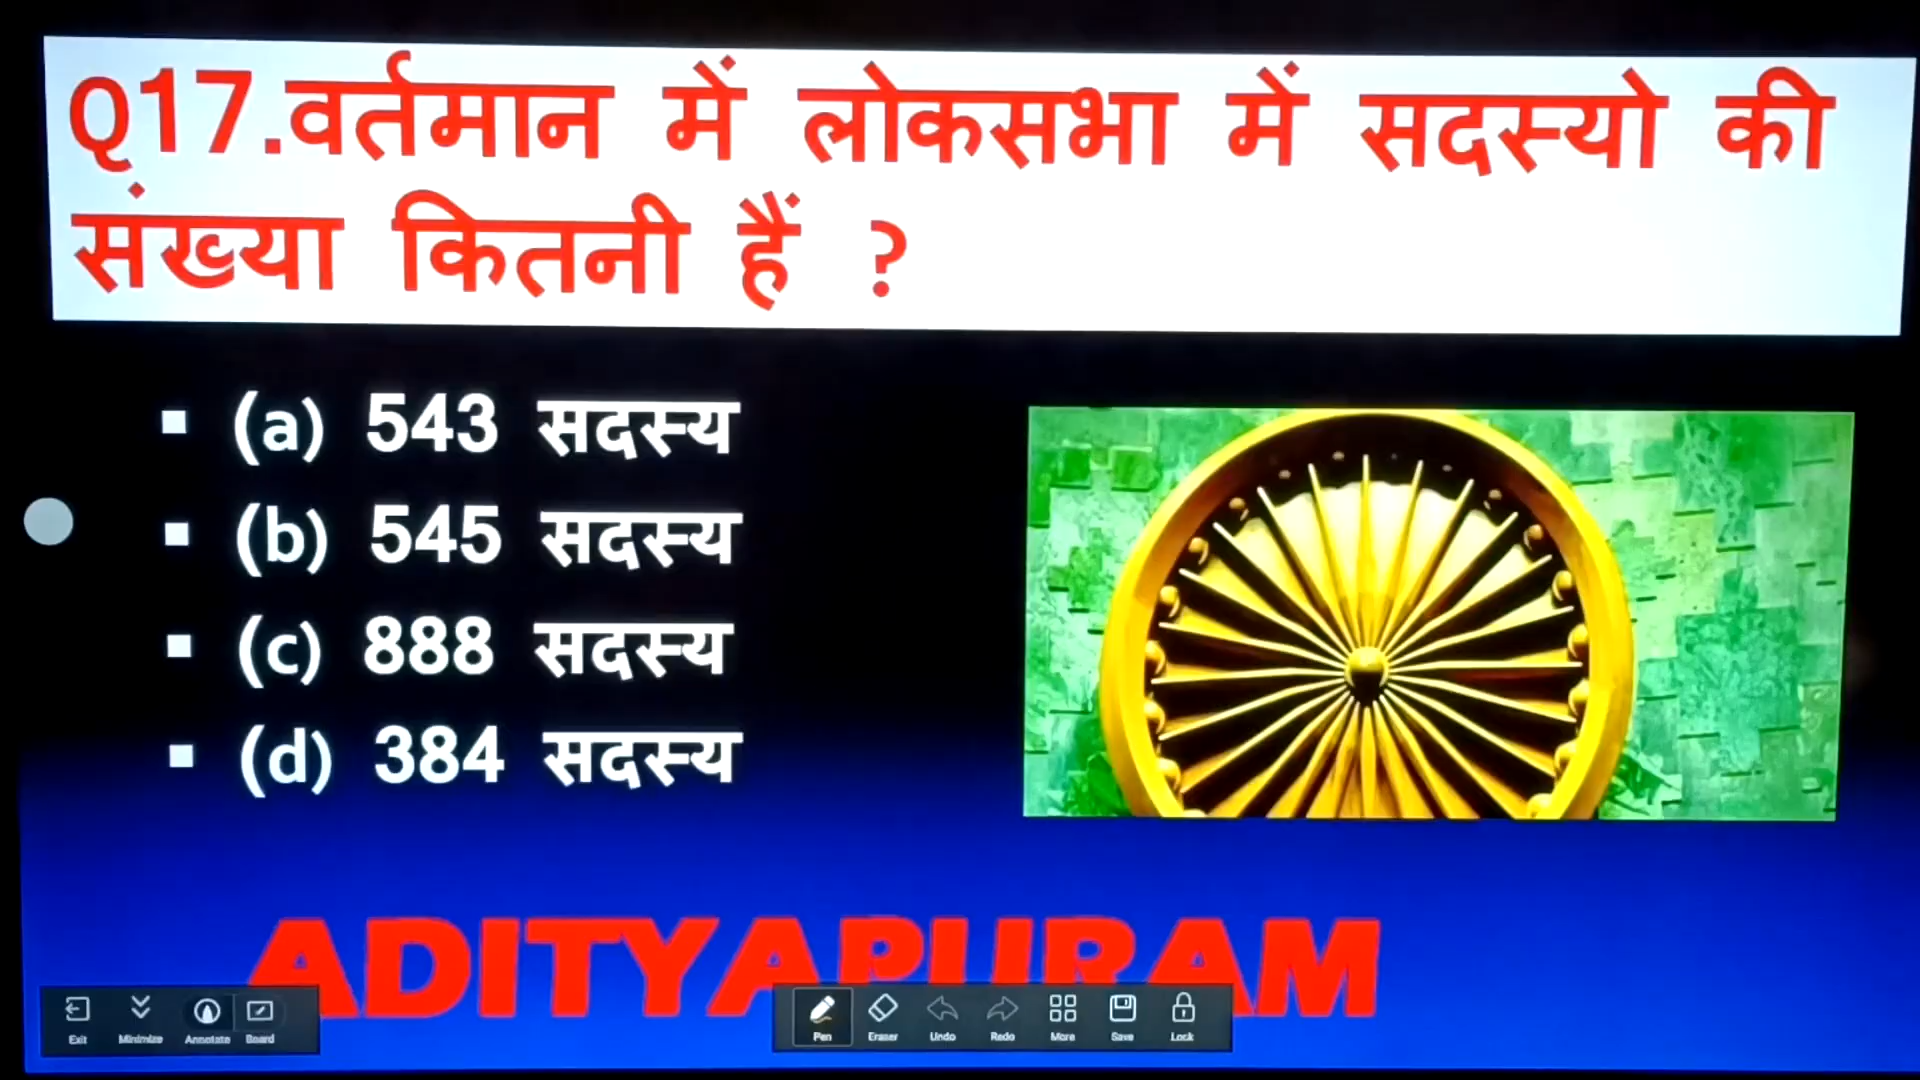 Q17.वर्तमान में लोकसभा में सदस्यो की
संख्या कितनी हैं ?
(a) 543 सदस्य
(b) 545 सदस्य
(c) 888 सदस्य
(d) 384 सदस्य
ADITYAPURAM
Exit Minimize Annotate Board
Pen Eraser Undo Redo More Save Lock